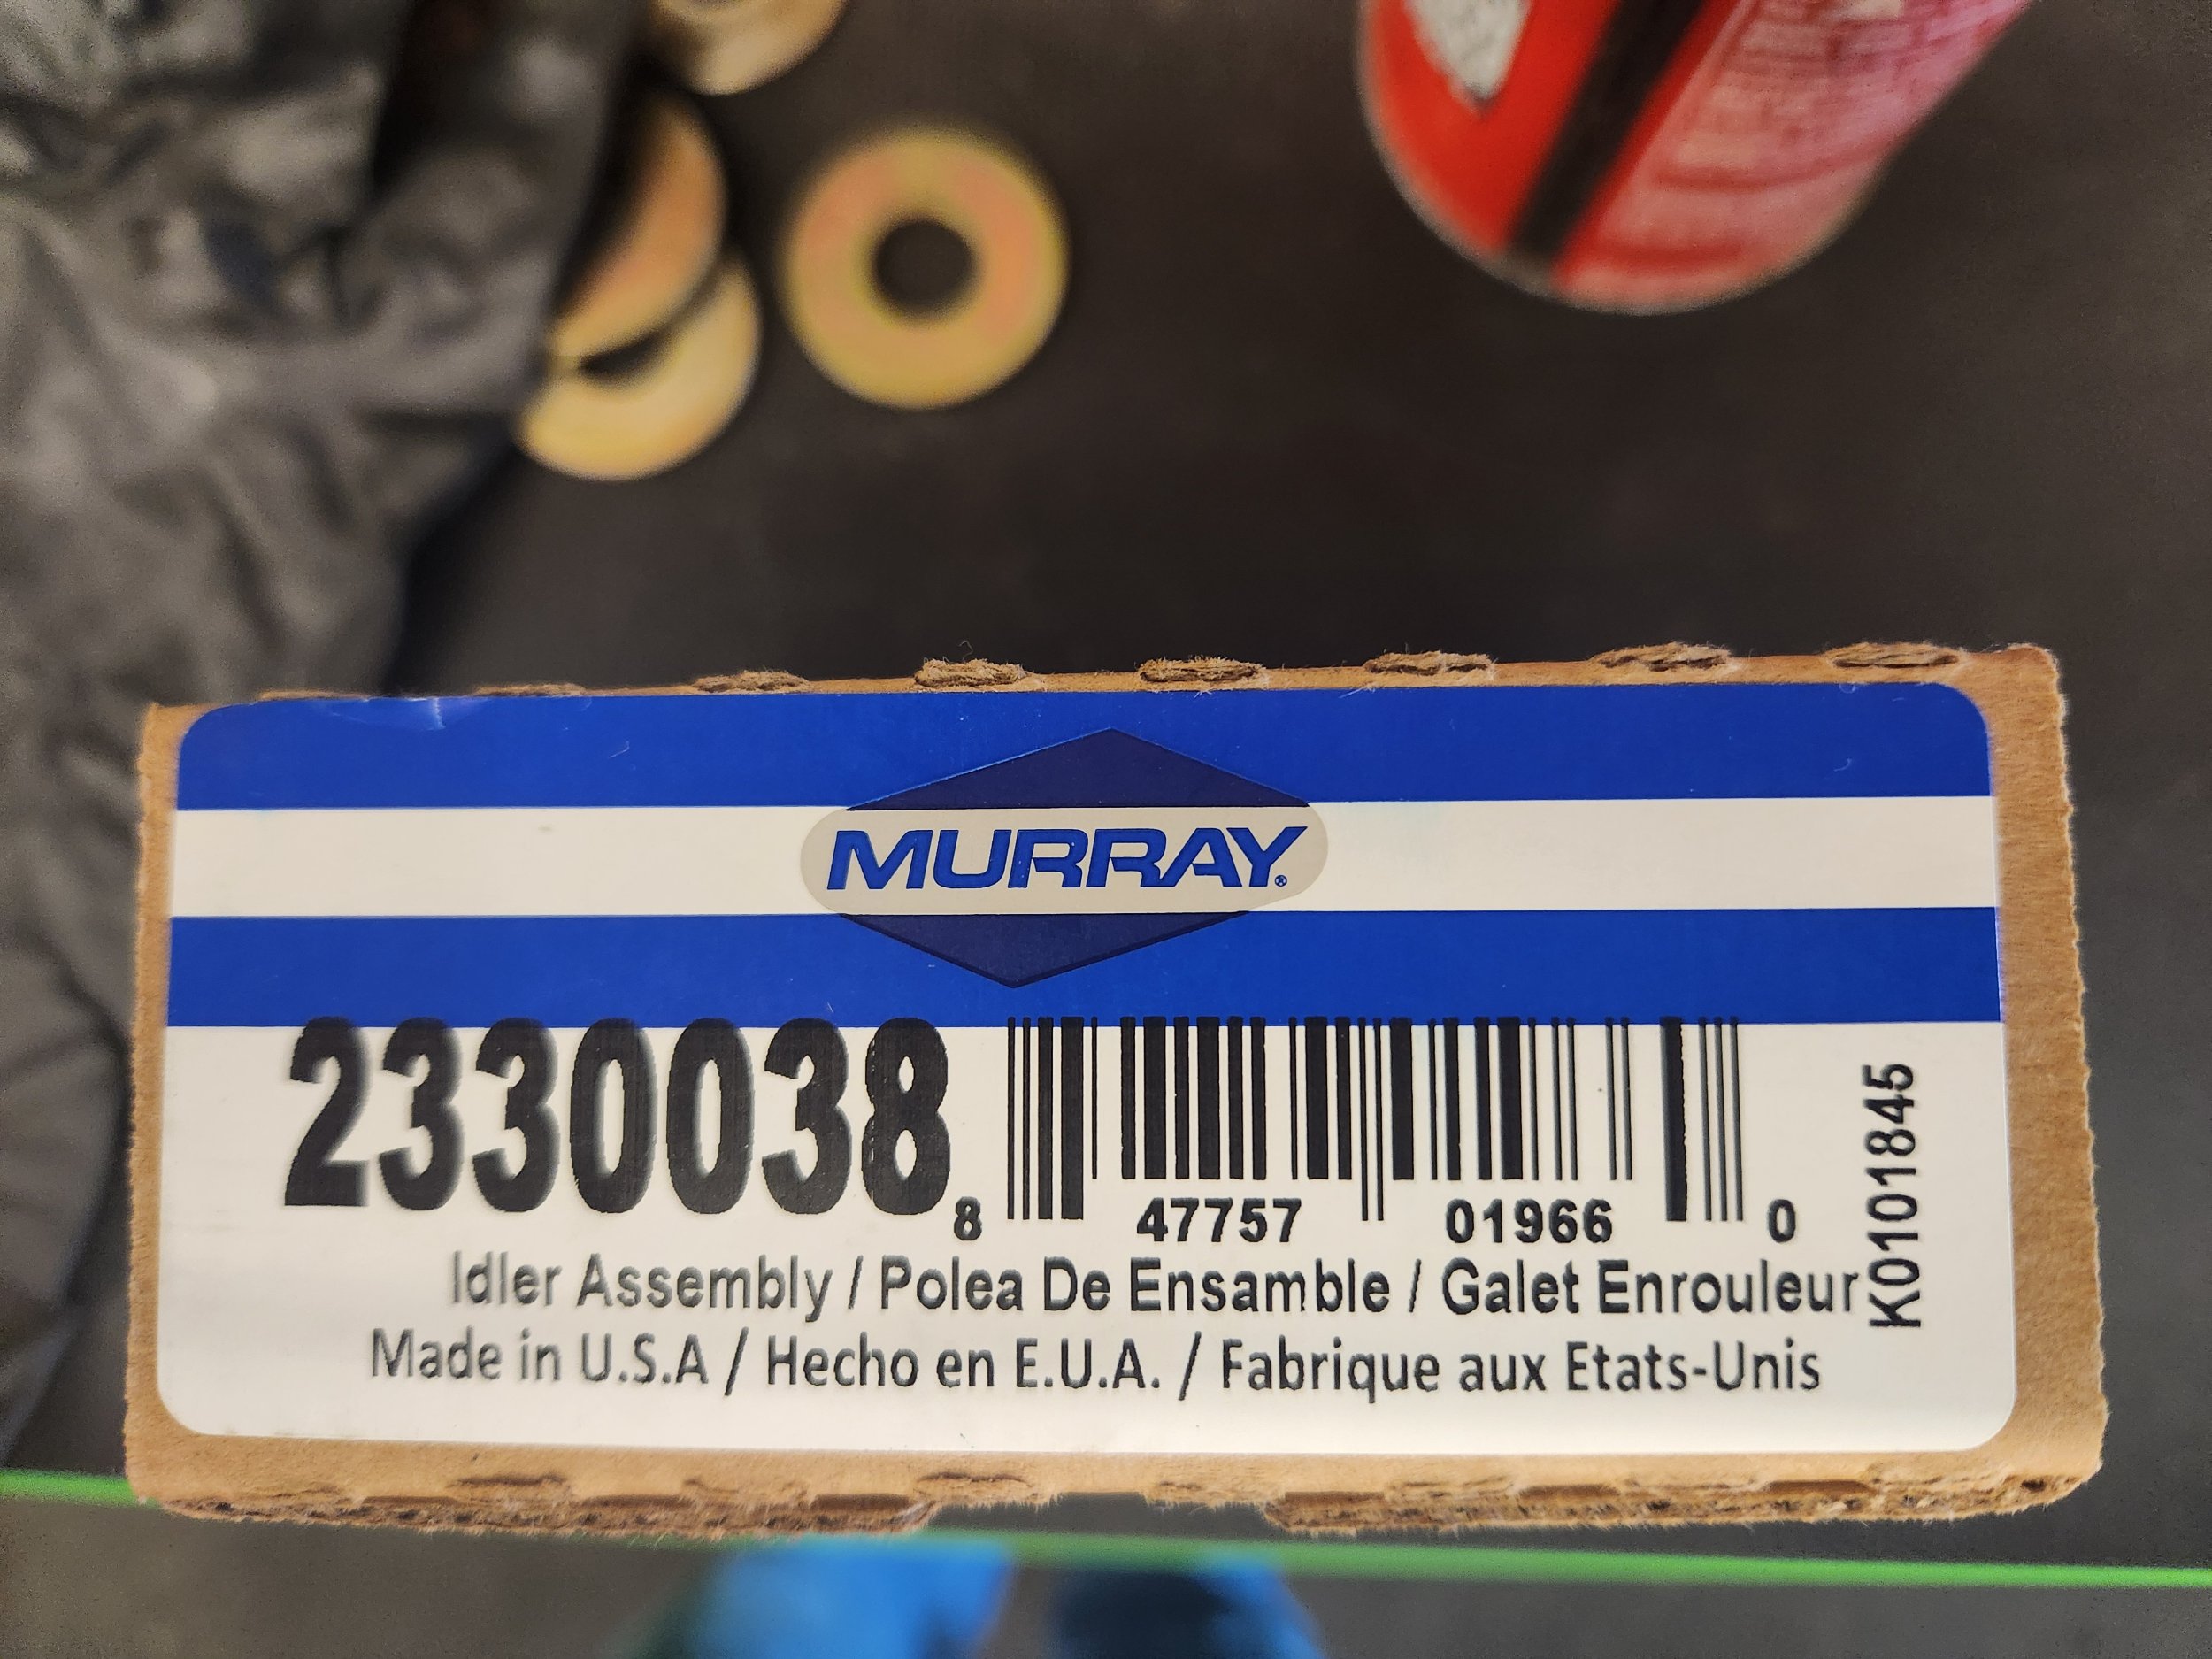 MURRAY®
2330038
8 47757 01966 0
K0101845
Idler Assembly / Polea De Ensamble / Galet Enrouleur
Made in U.S.A / Hecho en E.U.A. / Fabrique aux Etats-Unis